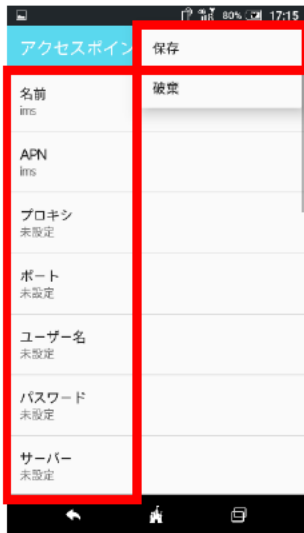 80% 17:15
アクセスポイン
保存
破棄
名前
ims
APN
ims
プロキシ
未設定
ポート
未設定
ユーザー名
未設定
パスワード
未設定
サーバー
未設定